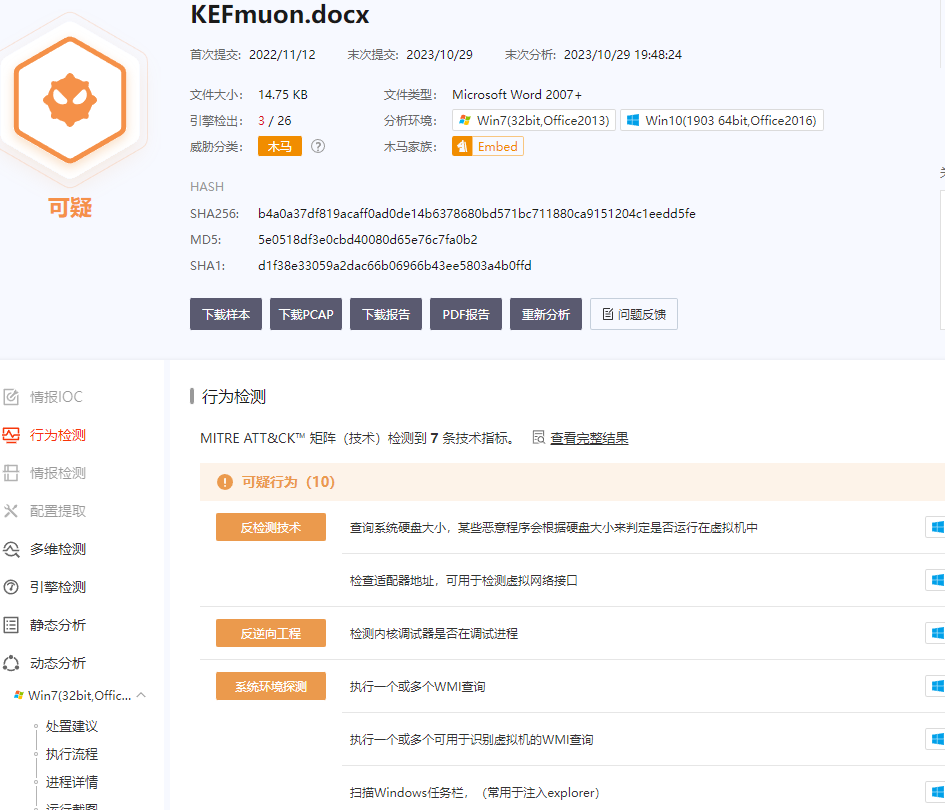 KEFmuon.docx
首次提交: 2022/11/12 末次提交: 2023/10/29 末次分析: 2023/10/29 19:48:24
文件大小: 14.75 KB 文件类型: Microsoft Word 2007+
引擎检出: 3 / 26 分析环境: Win7(32bit,Office2013) Win10(1903 64bit,Office2016)
威胁分类: 木马 ? 木马家族: Embed
可疑
HASH
SHA256: b4a0a37df819acaff0ad0de14b6378680bd571bc711880ca9151204c1eedd5fe
MD5: 5e0518df3e0cbd40080d65e76c7fa0b2
SHA1: d1f38e33059a2dac66b06966b43ee5803a4b0ffd
下载样本 下载PCAP 下载报告 PDF报告 重新分析 问题反馈
情报IOC
行为检测
情报检测
配置提取
多维检测
引擎检测
静态分析
动态分析
Win7(32bit,Offic...
处置建议
执行流程
进程详情
运行截图
行为检测
MITRE ATT&CK™ 矩阵（技术）检测到 7 条技术指标。 查看完整结果
可疑行为（10）
反检测技术 查询系统硬盘大小，某些恶意程序会根据硬盘大小来判定是否运行在虚拟机中
检查适配器地址，可用于检测虚拟网络接口
反逆向工程 检测内核调试器是否在调试进程
系统环境探测 执行一个或多个WMI查询
执行一个或多个可用于识别虚拟机的WMI查询
扫描Windows任务栏，（常用于注入explorer）